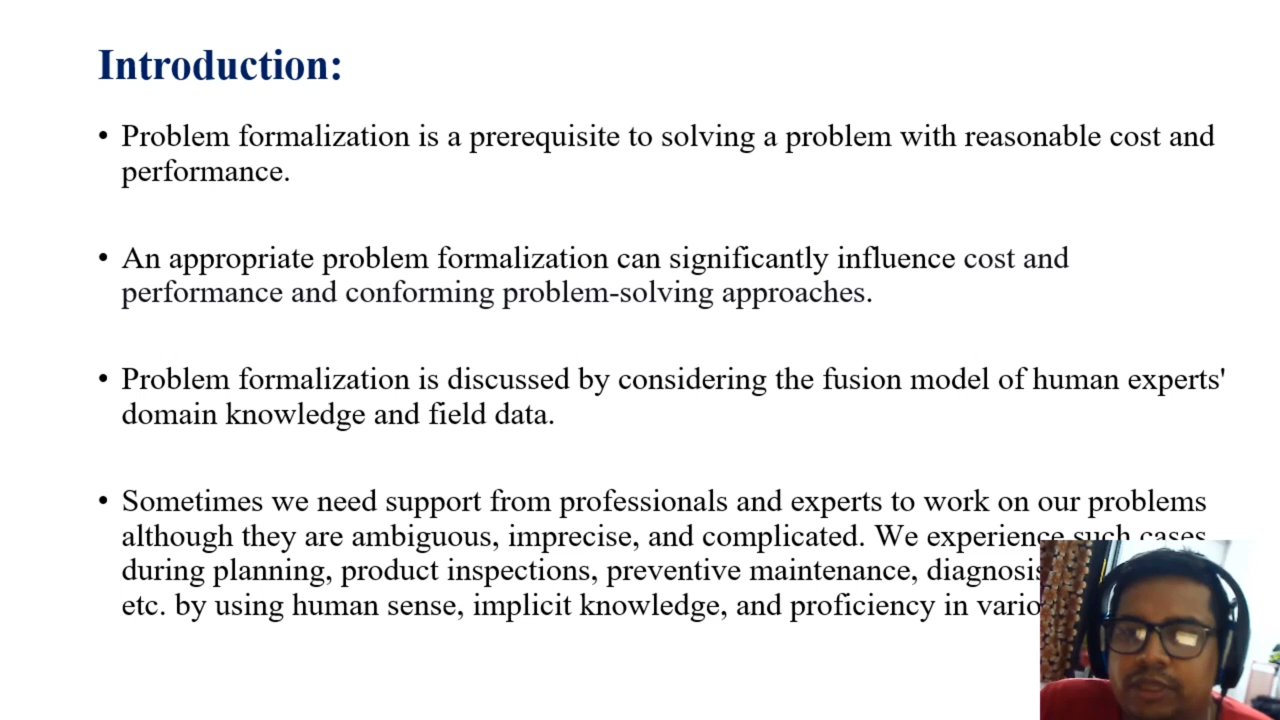 Introduction:
• Problem formalization is a prerequisite to solving a problem with reasonable cost and
performance.
• An appropriate problem formalization can significantly influence cost and
performance and conforming problem-solving approaches.
• Problem formalization is discussed by considering the fusion model of human experts'
domain knowledge and field data.
• Sometimes we need support from professionals and experts to work on our problems
although they are ambiguous, imprecise, and complicated. We experience such cases
during planning, product inspections, preventive maintenance,
etc. by using human sense, implicit knowledge, and proficiency in